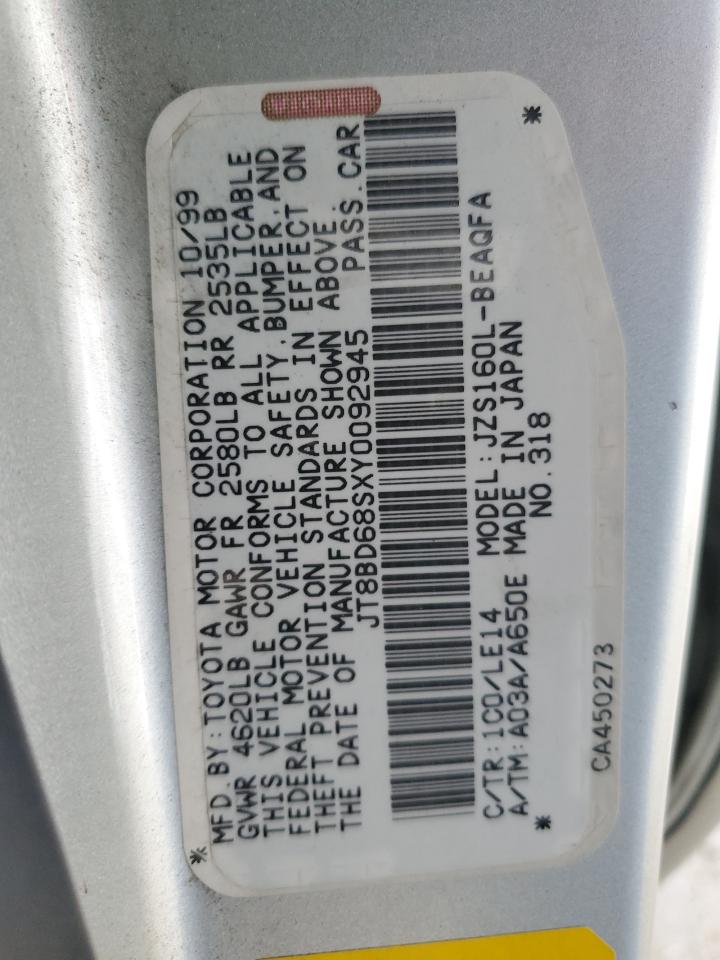 MFD. BY: TOYOTA MOTOR CORPORATION 10/99
GVWR 4620LB GAWR FR 2580LB RR 2535LB
THIS VEHICLE CONFORMS TO ALL APPLICABLE
FEDERAL MOTOR VEHICLE SAFETY, BUMPER, AND
THEFT PREVENTION STANDARDS IN EFFECT ON
THE DATE OF MANUFACTURE SHOWN ABOVE.
JT8BD68SXY0092945 PASS. CAR
C/TR: 1C0/LE14 MODEL: JZS160L-BEAQFA
A/TM: A03A/A650E MADE IN JAPAN
NO. 318
CA450273